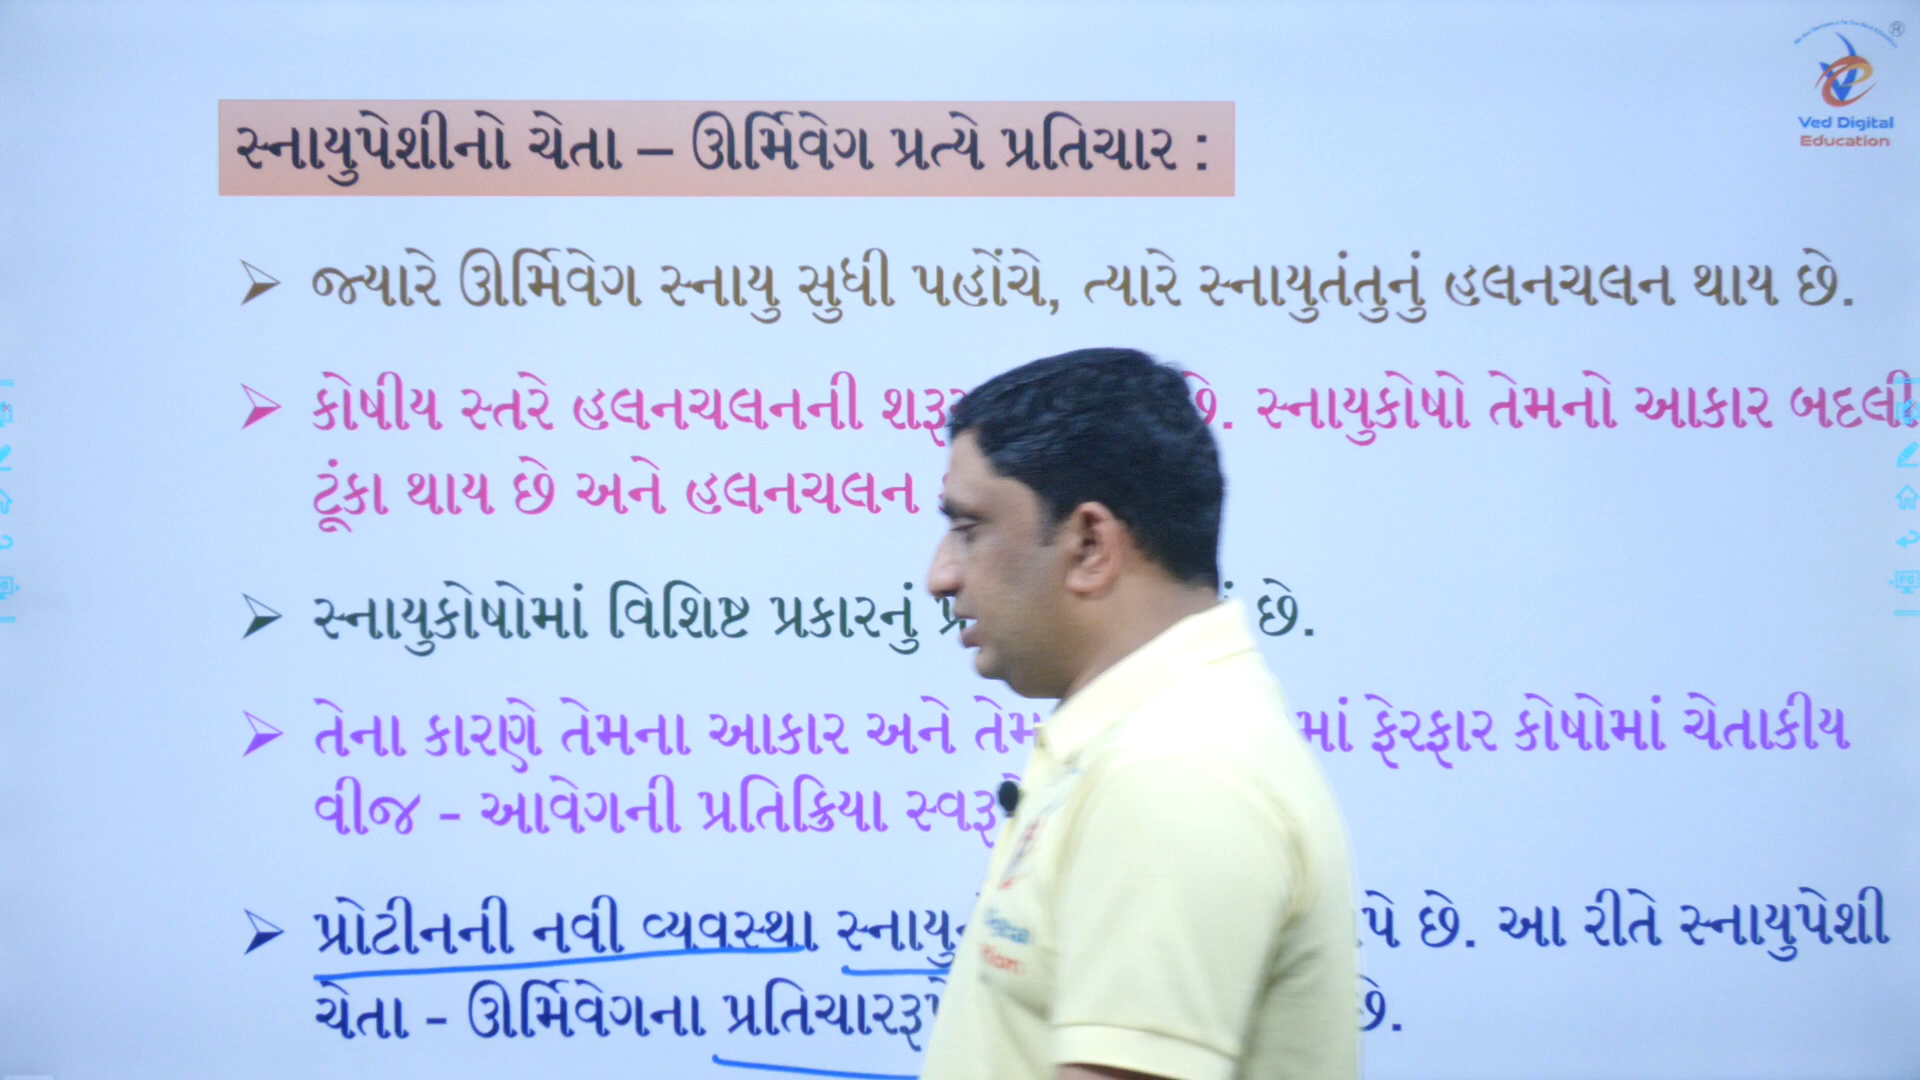 Ved Digital
Education
સ્નાયુપેશીનો ચેતા – ઊર્મિવેગ પ્રત્યે પ્રતિચાર :
જ્યારે ઊર્મિવેગ સ્નાયુ સુધી પહોંચે, ત્યારે સ્નાયુતંતુનું હલનચલન થાય છે.
કોષીય સ્તરે હલનચલનની છે. સ્નાયુકોષો તેમનો આકાર બદલી
ટૂંકા થાય છે અને હલનચલન
સ્નાયુકોષોમાં વિશિષ્ટ પ્રકારનું છે.
તેના કારણે તેમના આકાર અને ફેરફાર કોષોમાં ચેતાકીય
વીજ - આવેગની પ્રતિક્રિયા
પ્રોટીનની નવી વ્યવસ્થા છે. આ રીતે સ્નાયુપેશી
ચેતા - ઊર્મિવેગના છે.